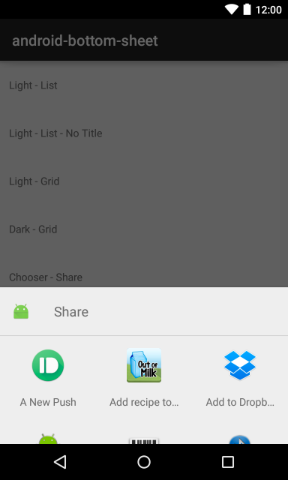 12:00
android-bottom-sheet
Light - List
Light - List - No Title
Light - Grid
Dark - Grid
Chooser - Share
Share
OUT OF
Milk
A New Push
Add recipe to...
Add to Dropb...